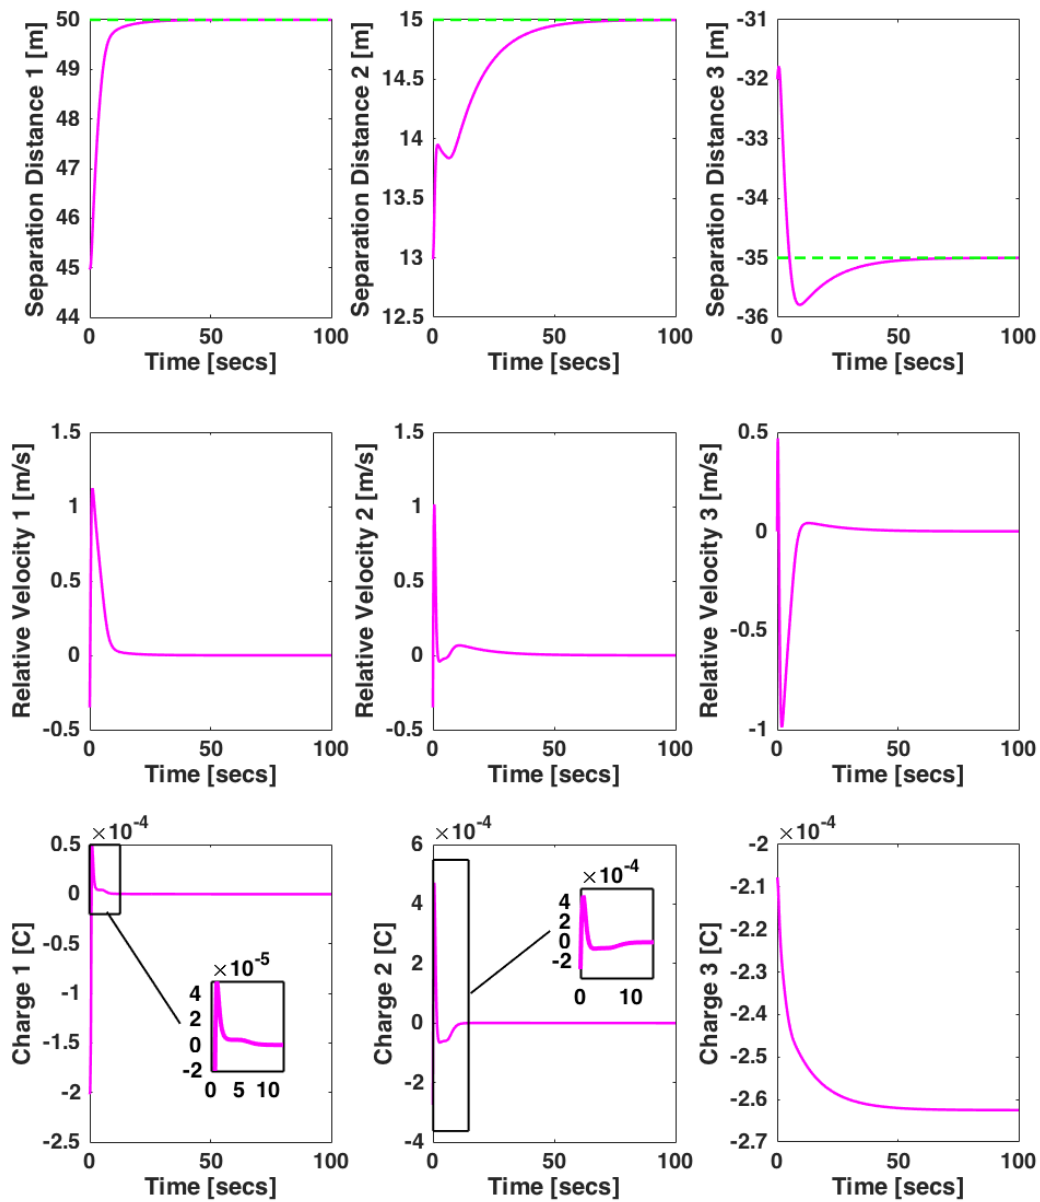 Separation Distance 1 [m]
50
49
48
47
46
45
44
0 50 100
Time [secs]
Separation Distance 2 [m]
15
14.5
14
13.5
13
12.5
0 50 100
Time [secs]
Separation Distance 3 [m]
-31
-32
-33
-34
-35
-36
0 50 100
Time [secs]
Relative Velocity 1 [m/s]
1.5
1
0.5
0
-0.5
0 50 100
Time [secs]
Relative Velocity 2 [m/s]
1.5
1
0.5
0
-0.5
0 50 100
Time [secs]
Relative Velocity 3 [m/s]
0.5
0
-0.5
-1
0 50 100
Time [secs]
Charge 1 [C]
×10-4
0.5
0
-0.5
-1
-1.5
-2
-2.5
0 50 100
Time [secs]
×10-5
4
2
0
-2
0 5 10
Charge 2 [C]
×10-4
6
4
2
0
-2
-4
0 50 100
Time [secs]
×10-4
4
2
0
-2
0 10
Charge 3 [C]
×10-4
-2
-2.1
-2.2
-2.3
-2.4
-2.5
-2.6
-2.7
0 50 100
Time [secs]